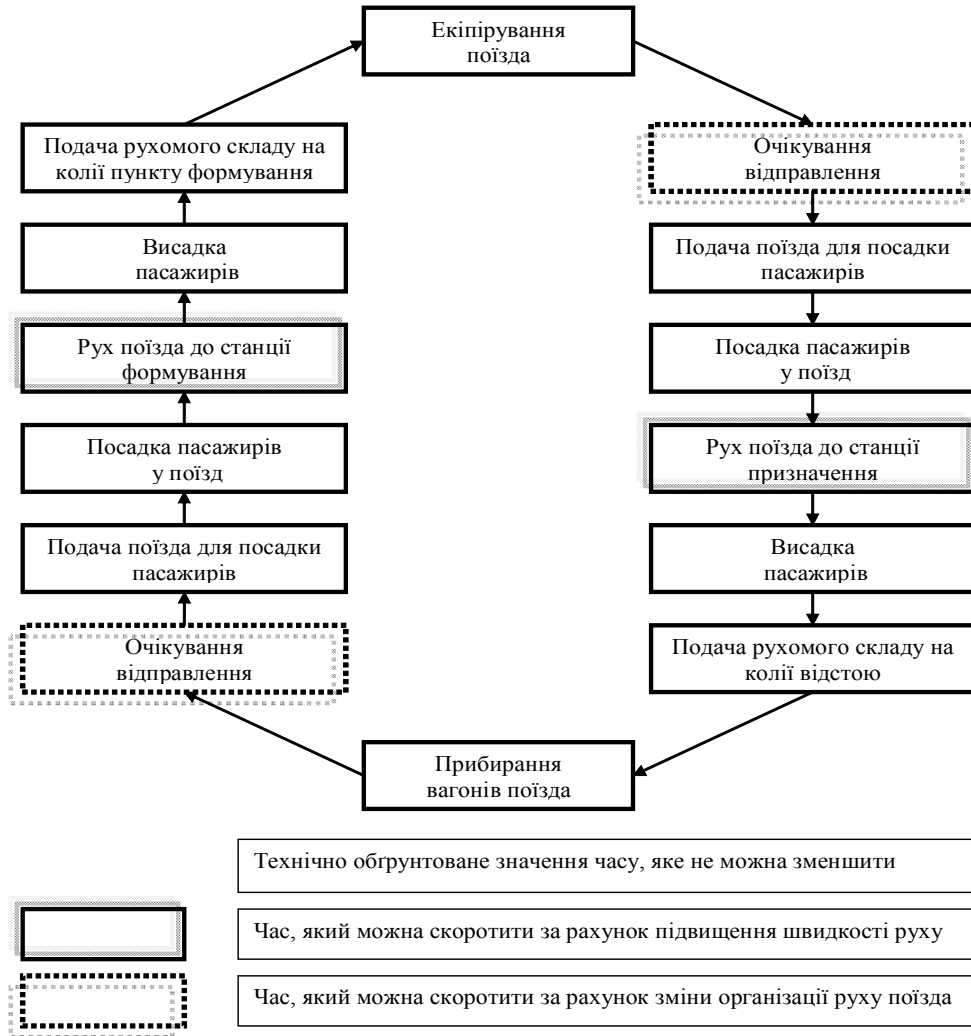 Екіпірування
поїзда
Подача рухомого складу на
колії пункту формування
Висадка
пасажирів
Рух поїзда до станції
формування
Посадка пасажирів
у поїзд
Подача поїзда для посадки
пасажирів
Очікування
відправлення
Очікування
відправлення
Подача поїзда для посадки
пасажирів
Посадка пасажирів
у поїзд
Рух поїзда до станції
призначення
Висадка
пасажирів
Подача рухомого складу на
колії відстою
Прибирання
вагонів поїзда
Технічно обґрунтоване значення часу, яке не можна зменшити
Час, який можна скоротити за рахунок підвищення швидкості руху
Час, який можна скоротити за рахунок зміни організації руху поїзда